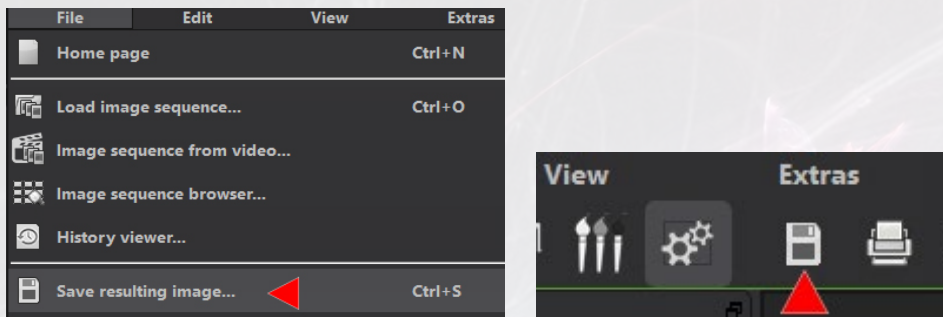 File Edit View Extras
Home page Ctrl+N
Load image sequence... Ctrl+O
Image sequence from video...
Image sequence browser...
History viewer...
Save resulting image... Ctrl+S
View Extras